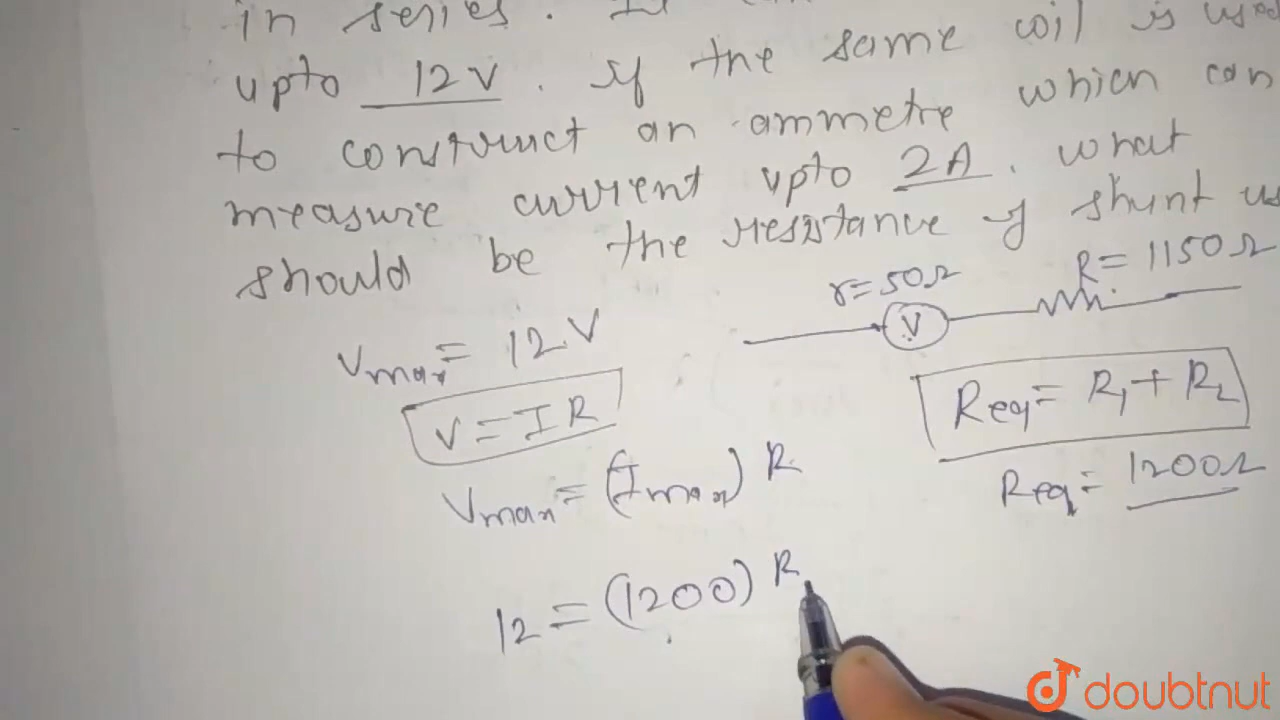 in series.
upto 12V. if the same coil is used
to construct an ammetre which can
measure current upto 2A. what
should be the resistance of shunt
r=50Ω
R=1150Ω
V
Vmax = 12V
V=IR
Req = R1+R2
Vmax = (Imax) R
Req = 1200Ω
12 = (1200) R
doubtnut